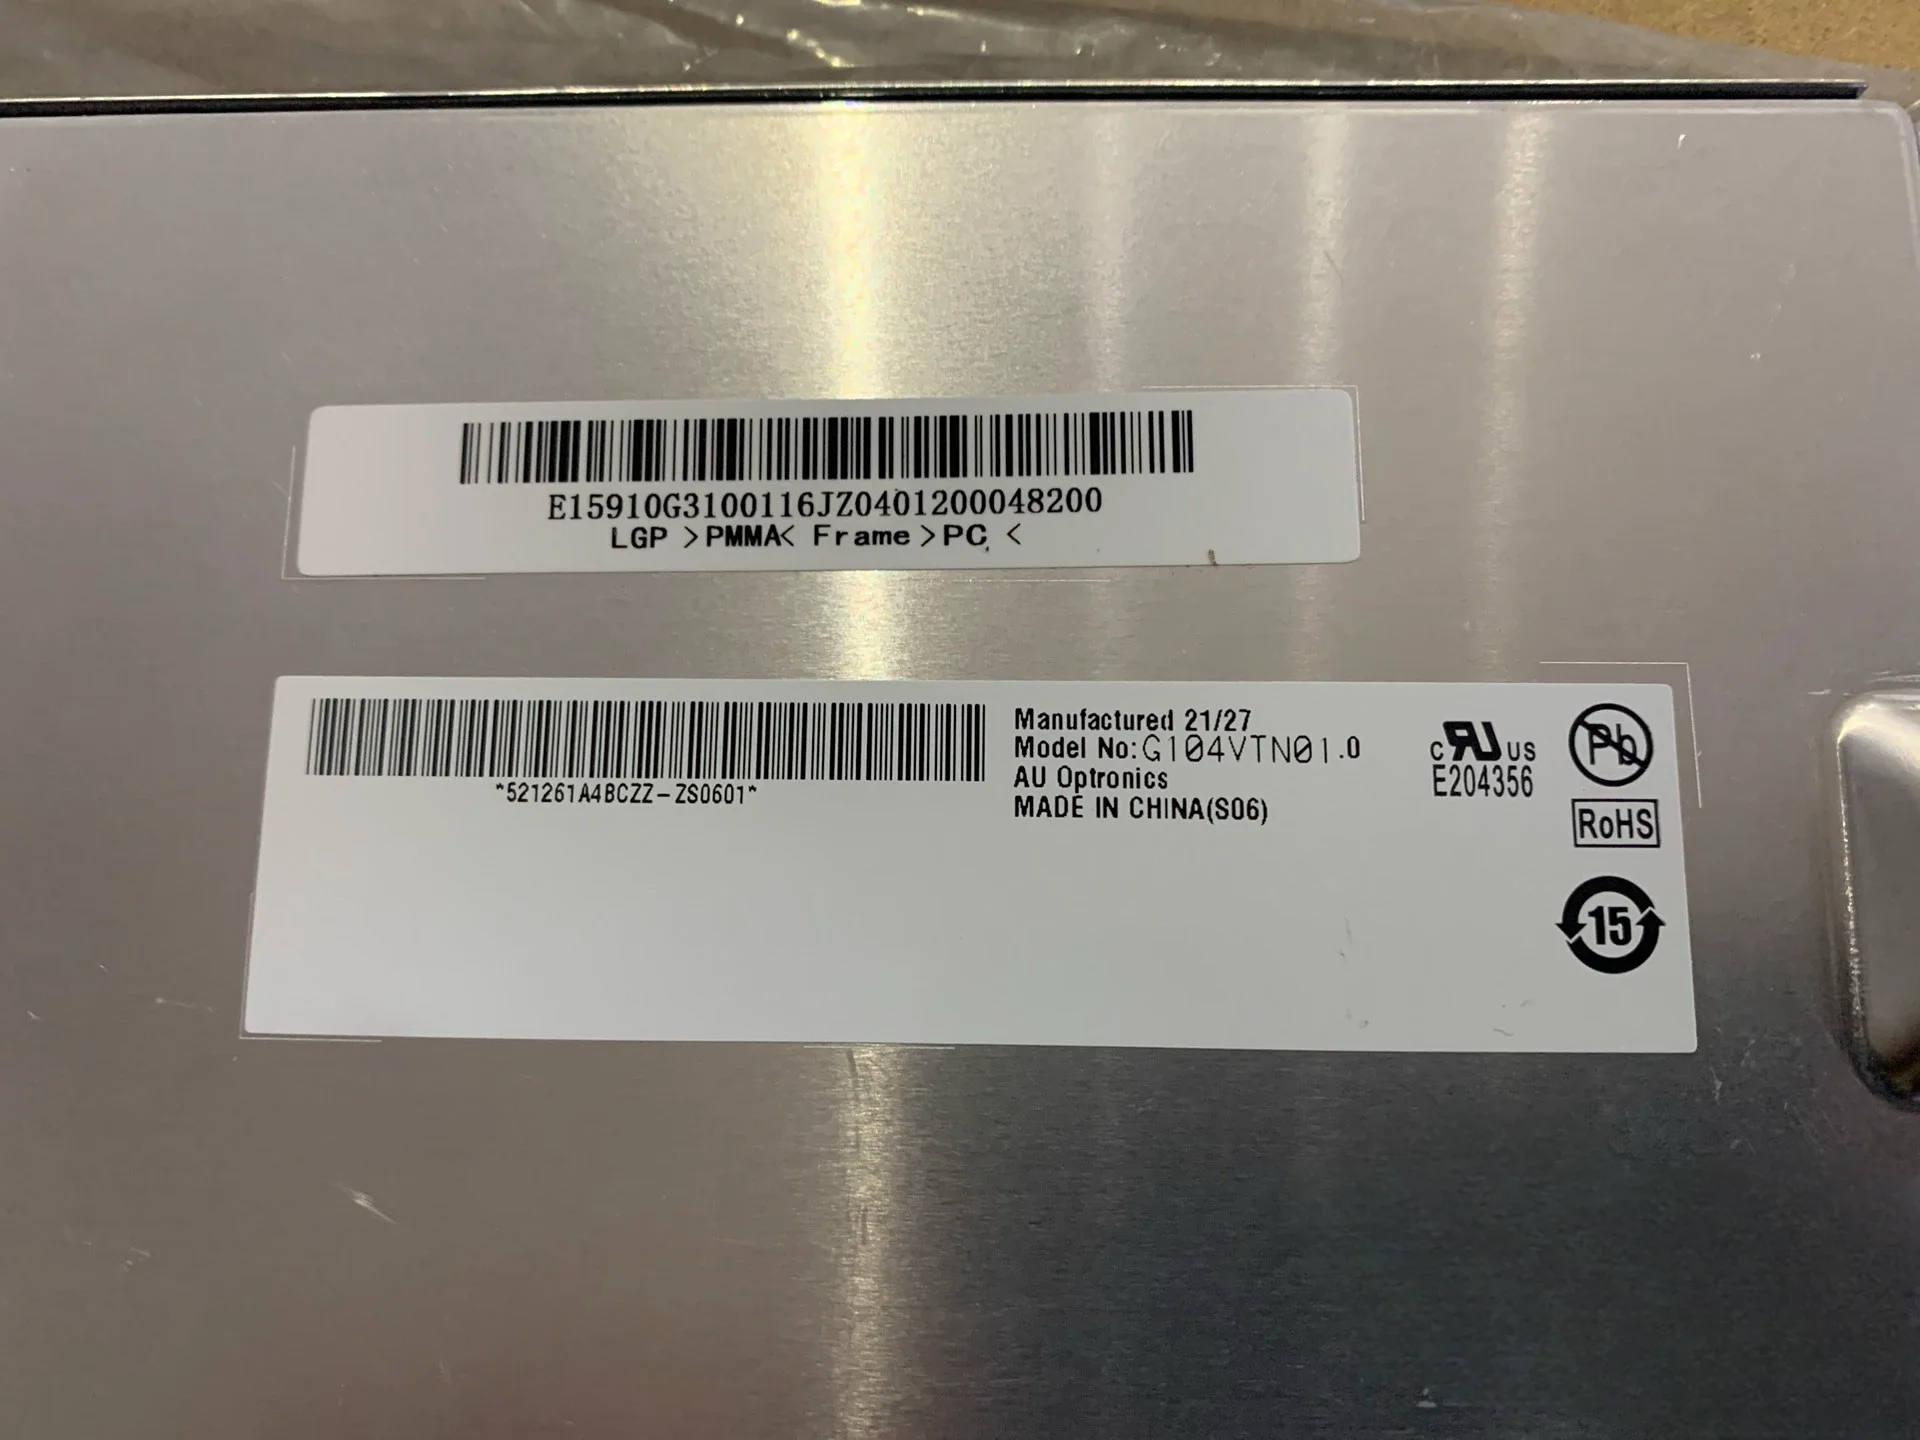 E15910G3100116JZ0401200048200
LGP >PMMA< Frame >PC <
*521261A4BCZZ-ZS0601*
Manufactured 21/27
Model No:G104VTN01.0
AU Optronics
MADE IN CHINA(S06)
c RU US
E204356
Pb
RoHS
15